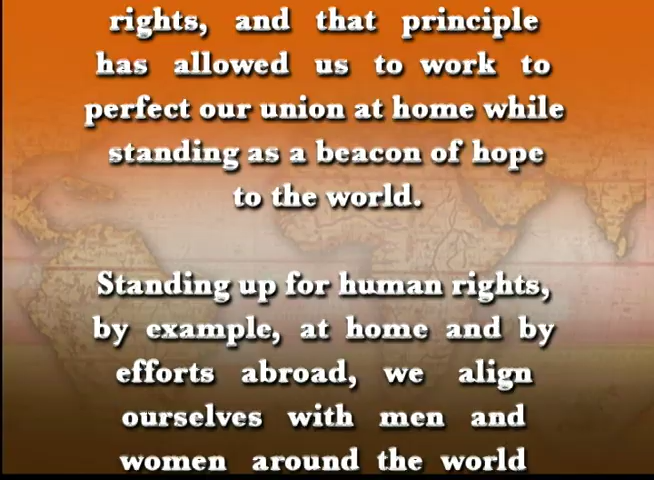 rights, and that principle
has allowed us to work to
perfect our union at home while
standing as a beacon of hope
to the world.
Standing up for human rights,
by example, at home and by
efforts abroad, we align
ourselves with men and
women around the world